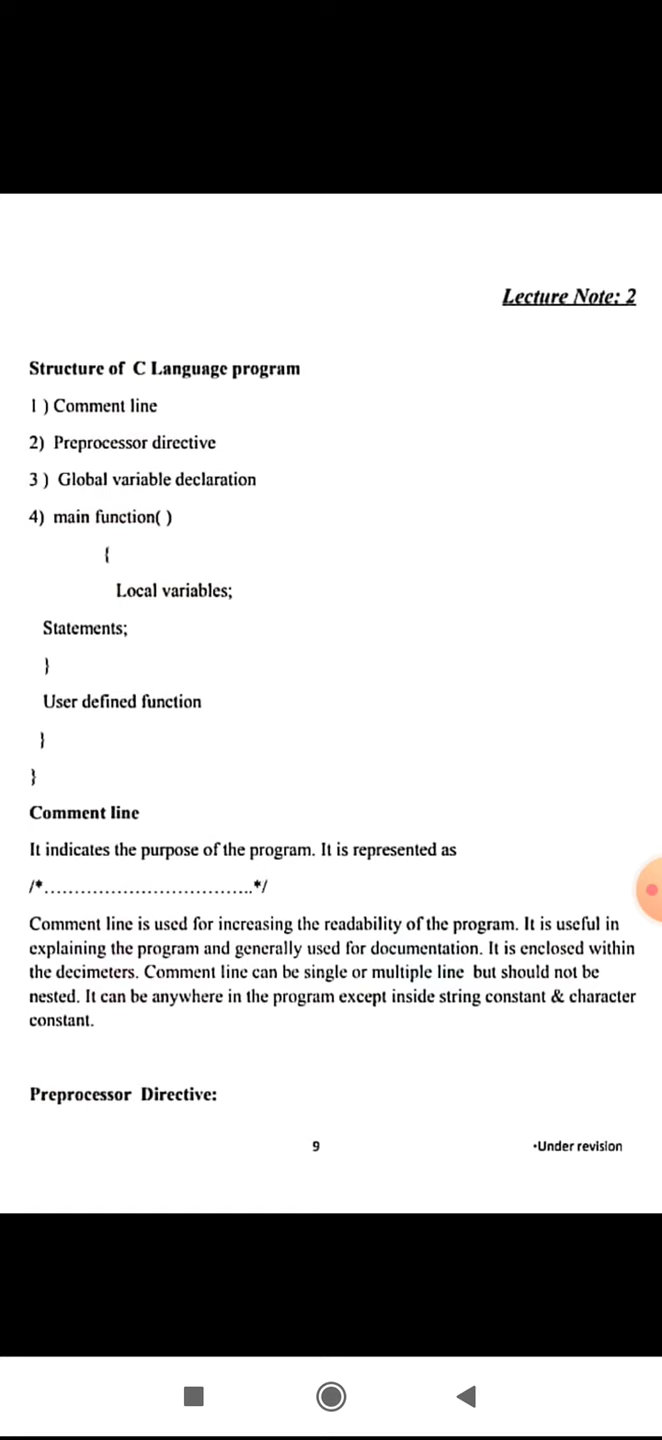 Lecture Note: 2
Structure of C Language program
1 ) Comment line
2) Preprocessor directive
3 ) Global variable declaration
4) main function( )
{
Local variables;
Statements;
}
User defined function
}
}
Comment line
It indicates the purpose of the program. It is represented as
/*……………………………..*/
Comment line is used for increasing the readability of the program. It is useful in
explaining the program and generally used for documentation. It is enclosed within
the decimeters. Comment line can be single or multiple line but should not be
nested. It can be anywhere in the program except inside string constant & character
constant.
Preprocessor Directive:
9
•Under revision